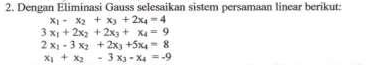 2. Dengan Eliminasi Gauss selesaikan sistem persamaan linear berikut:
x₁ - x₂ + x₃ + 2x₄ = 4
3 x₁ + 2x₂ + 2x₃ + x₄ = 9
2 x₁ - 3 x₂ + 2x₃ +5x₄ = 8
x₁ + x₂ - 3 x₃ - x₄ = -9